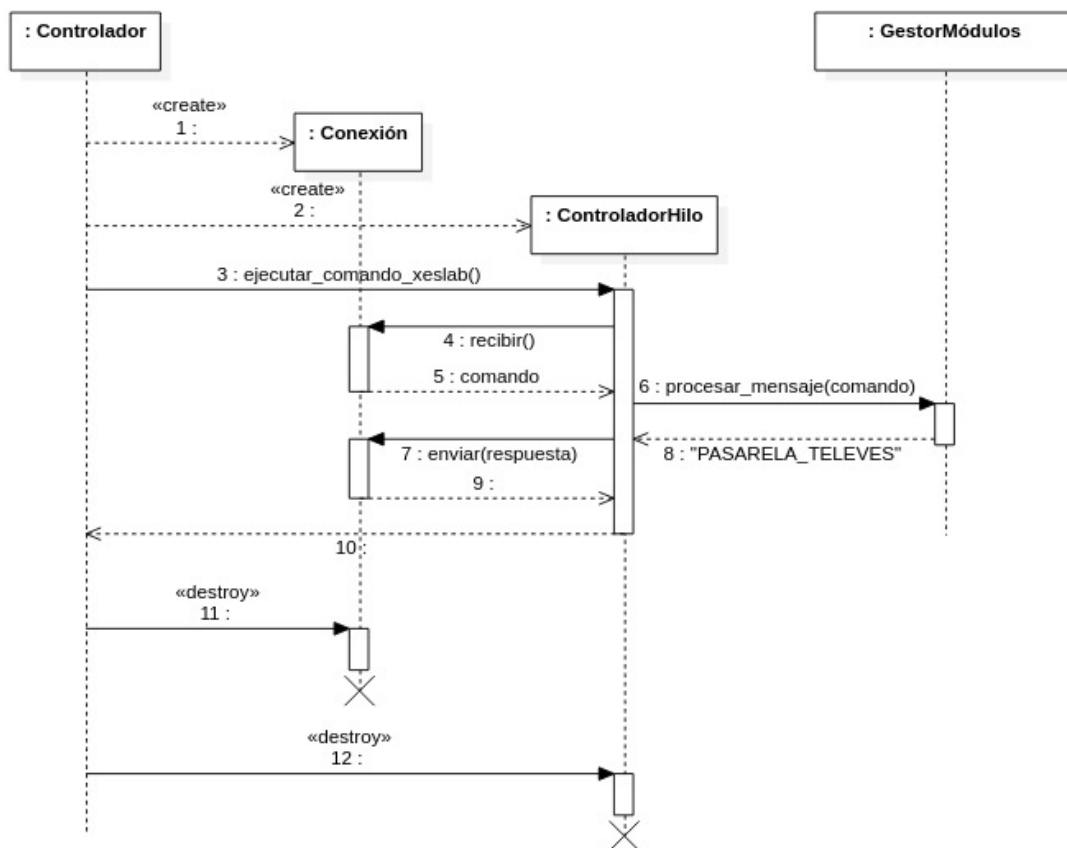 : Controlador
: GestorMódulos
«create»
1 :
: Conexión
«create»
2 :
: ControladorHilo
3 : ejecutar_comando_xeslab()
4 : recibir()
5 : comando
6 : procesar_mensaje(comando)
7 : enviar(respuesta)
8 : "PASARELA_TELEVES"
9 :
10 :
«destroy»
11 :
«destroy»
12 :